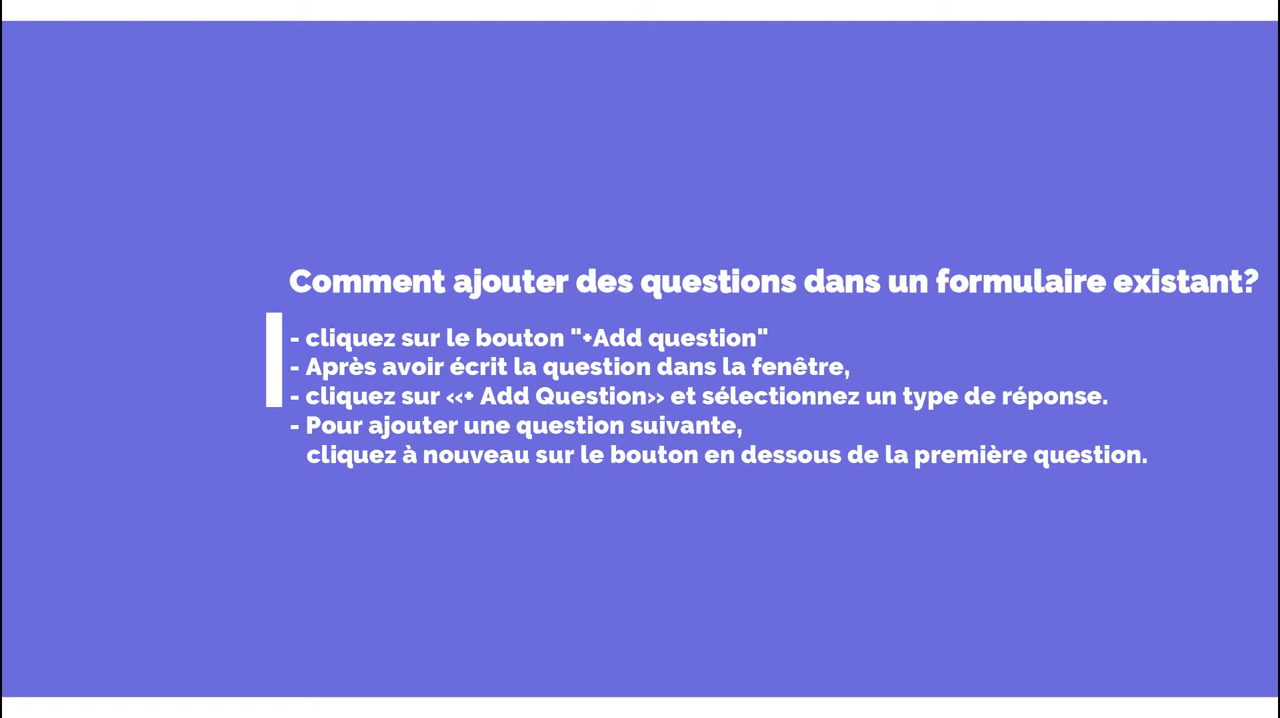 Comment ajouter des questions dans un formulaire existant?
- cliquez sur le bouton "+Add question"
- Après avoir écrit la question dans la fenêtre,
- cliquez sur «+ Add Question» et sélectionnez un type de réponse.
- Pour ajouter une question suivante,
cliquez à nouveau sur le bouton en dessous de la première question.